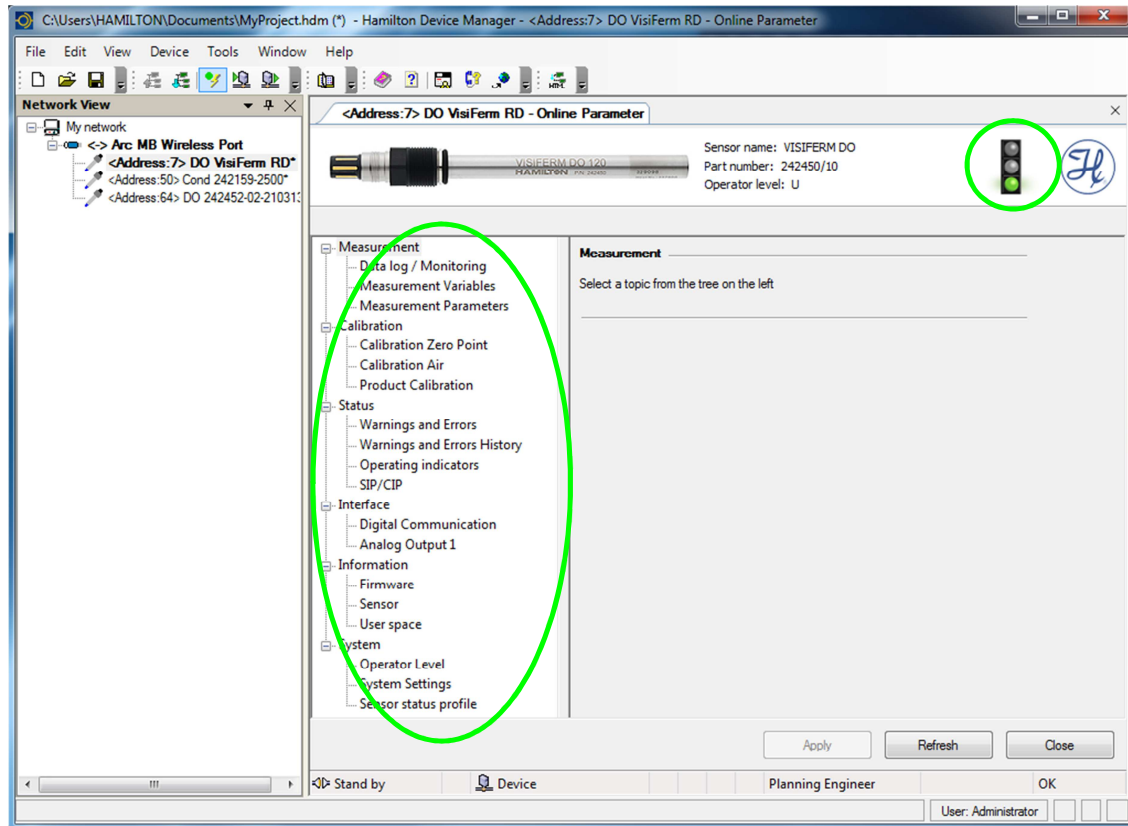 C:\Users\HAMILTON\Documents\MyProject.hdm (*) - Hamilton Device Manager - <Address:7> DO VisiFerm RD - Online Parameter
File Edit View Device Tools Window Help
Network View
My network
<-> Arc MB Wireless Port
<Address:7> DO VisiFerm RD*
<Address:50> Cond 242159-2500*
<Address:64> DO 242452-02-210313
<Address:7> DO VisiFerm RD - Online Parameter
VISIFERM DO 120
HAMILTON P/N 242450
Sensor name: VISIFERM DO
Part number: 242450/10
Operator level: U
Measurement
Data log / Monitoring
Measurement Variables
Measurement Parameters
Calibration
Calibration Zero Point
Calibration Air
Product Calibration
Status
Warnings and Errors
Warnings and Errors History
Operating indicators
SIP/CIP
Interface
Digital Communication
Analog Output 1
Information
Firmware
Sensor
User space
System
Operator Level
System Settings
Sensor status profile
Measurement
Select a topic from the tree on the left
Apply Refresh Close
Stand by Device Planning Engineer OK
User: Administrator